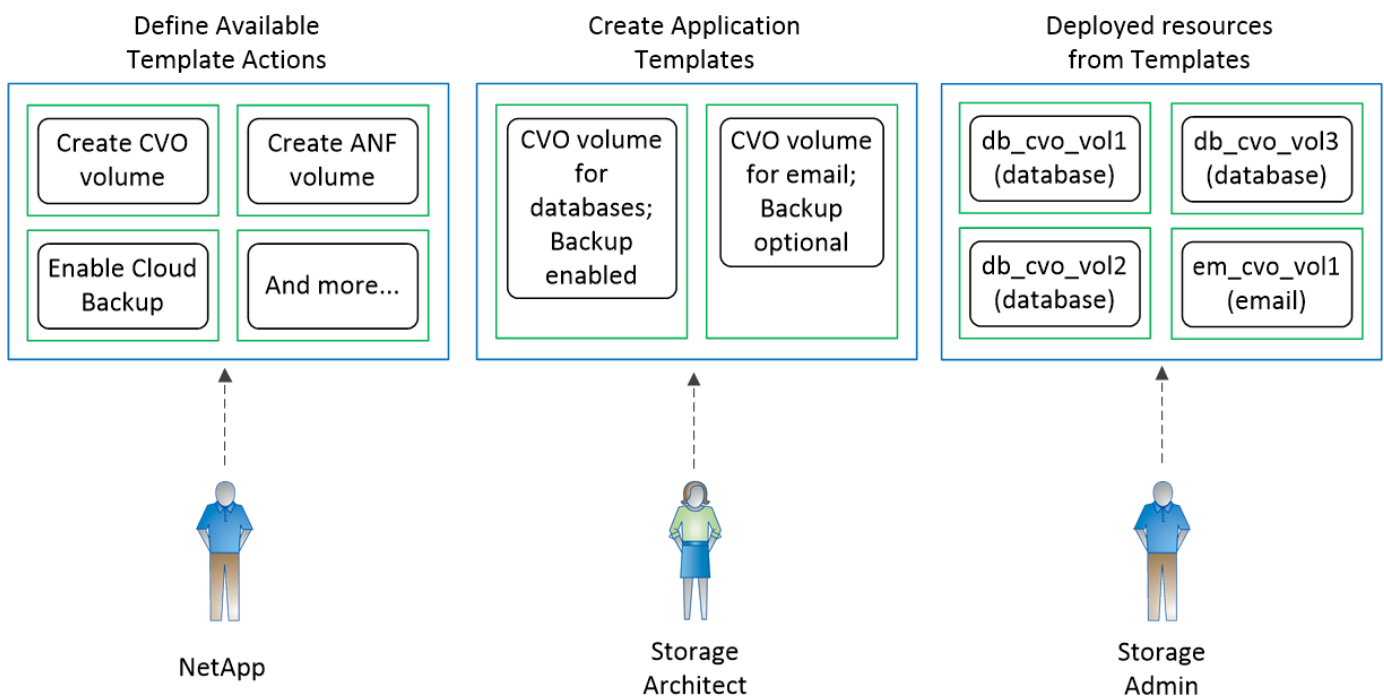 Define Available
Template Actions
Create CVO
volume
Create ANF
volume
Enable Cloud
Backup
And more...
NetApp
Create Application
Templates
CVO volume
for
databases;
Backup
enabled
CVO volume
for email;
Backup
optional
Storage
Architect
Deployed resources
from Templates
db_cvo_vol1
(database)
db_cvo_vol3
(database)
db_cvo_vol2
(database)
em_cvo_vol1
(email)
Storage
Admin